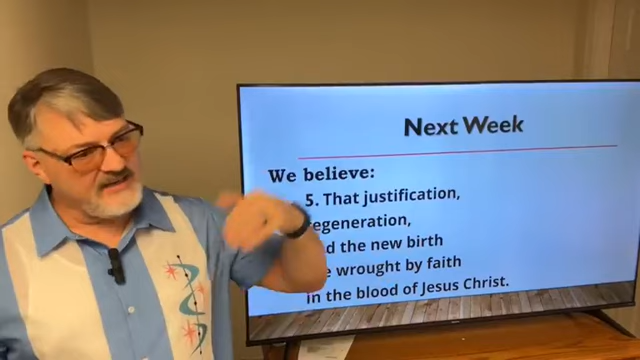 Next Week
We believe:
5. That justification,
egeneration,
d the new birth
e wrought by faith
in the blood of Jesus Christ.